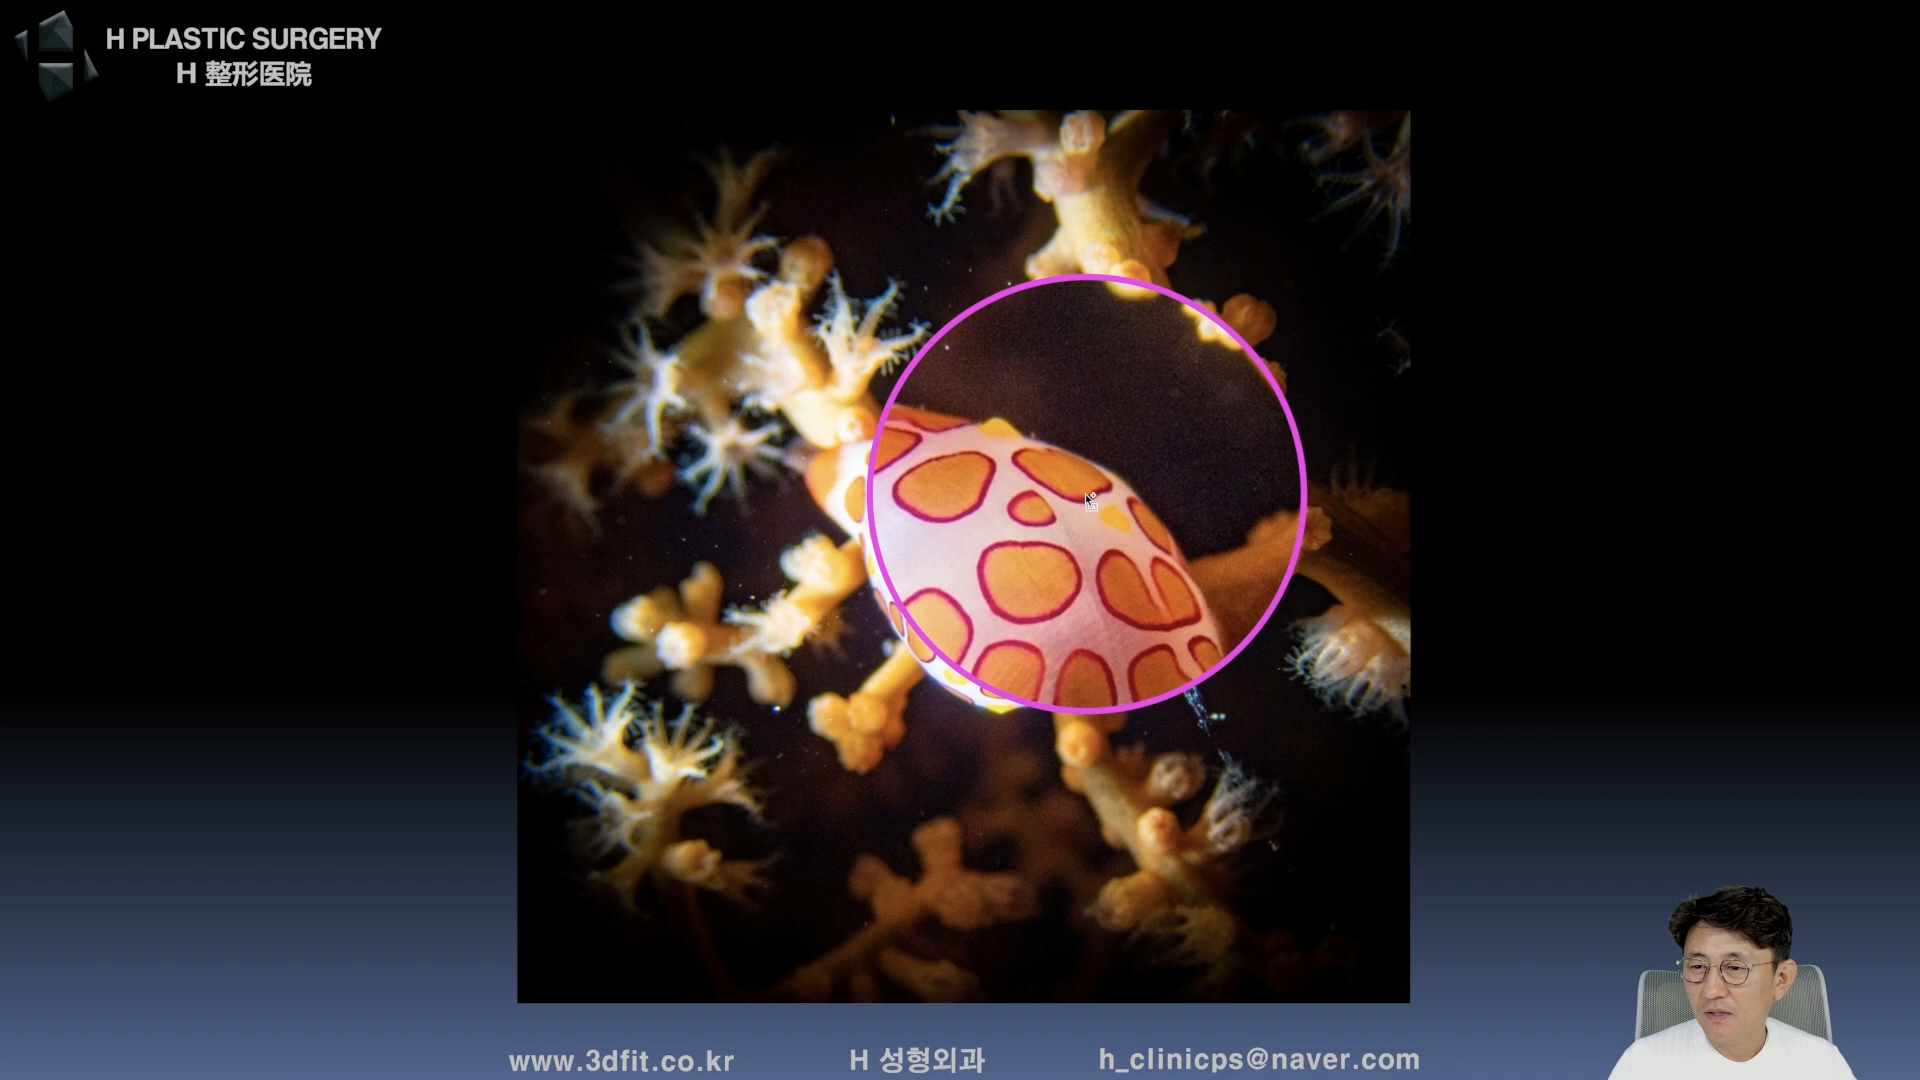 H PLASTIC SURGERY
H 整形医院
www.3dfit.co.kr
H 성형외과
h_clinicps@naver.com